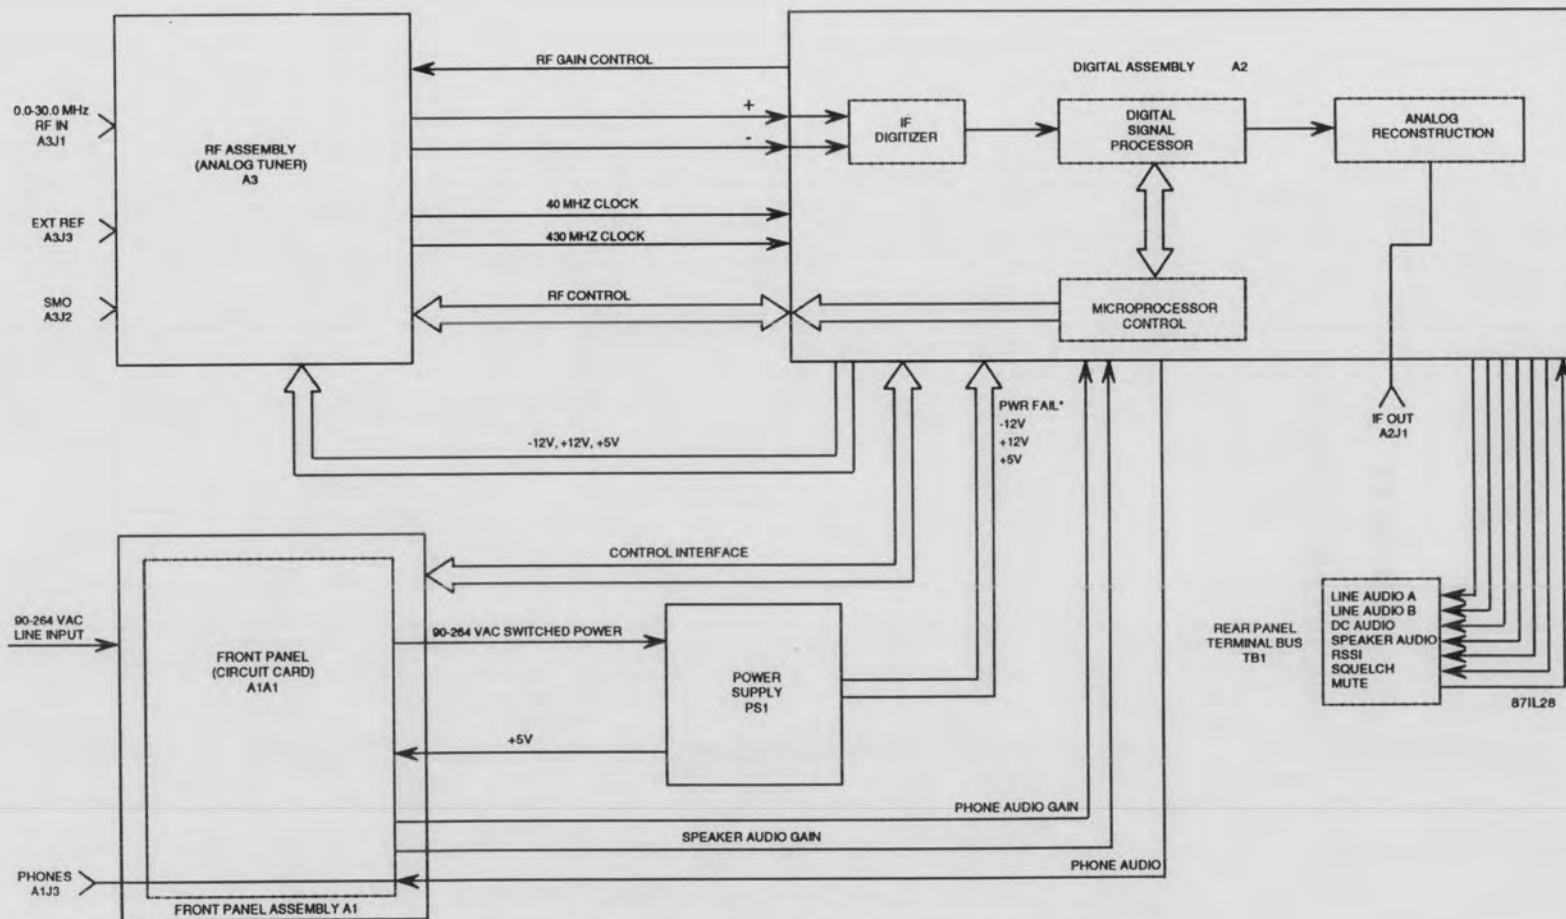 RF GAIN CONTROL
DIGITAL ASSEMBLY A2
0.0-30.0 MHz
RF IN
A3J1
+
-
IF
DIGITIZER
DIGITAL
SIGNAL
PROCESSOR
ANALOG
RECONSTRUCTION
RF ASSEMBLY
(ANALOG TUNER)
A3
EXT REF
A3J3
40 MHZ CLOCK
430 MHZ CLOCK
SMO
A3J2
RF CONTROL
MICROPROCESSOR
CONTROL
-12V, +12V, +5V
PWR FAIL*
-12V
+12V
+5V
IF OUT
A2J1
CONTROL INTERFACE
90-264 VAC
LINE INPUT
FRONT PANEL
(CIRCUIT CARD)
A1A1
90-264 VAC SWITCHED POWER
POWER
SUPPLY
PS1
+5V
REAR PANEL
TERMINAL BUS
TB1
LINE AUDIO A
LINE AUDIO B
DC AUDIO
SPEAKER AUDIO
RSSI
SQUELCH
MUTE
871L28
PHONE AUDIO GAIN
SPEAKER AUDIO GAIN
PHONE AUDIO
PHONES
A1J3
FRONT PANEL ASSEMBLY A1